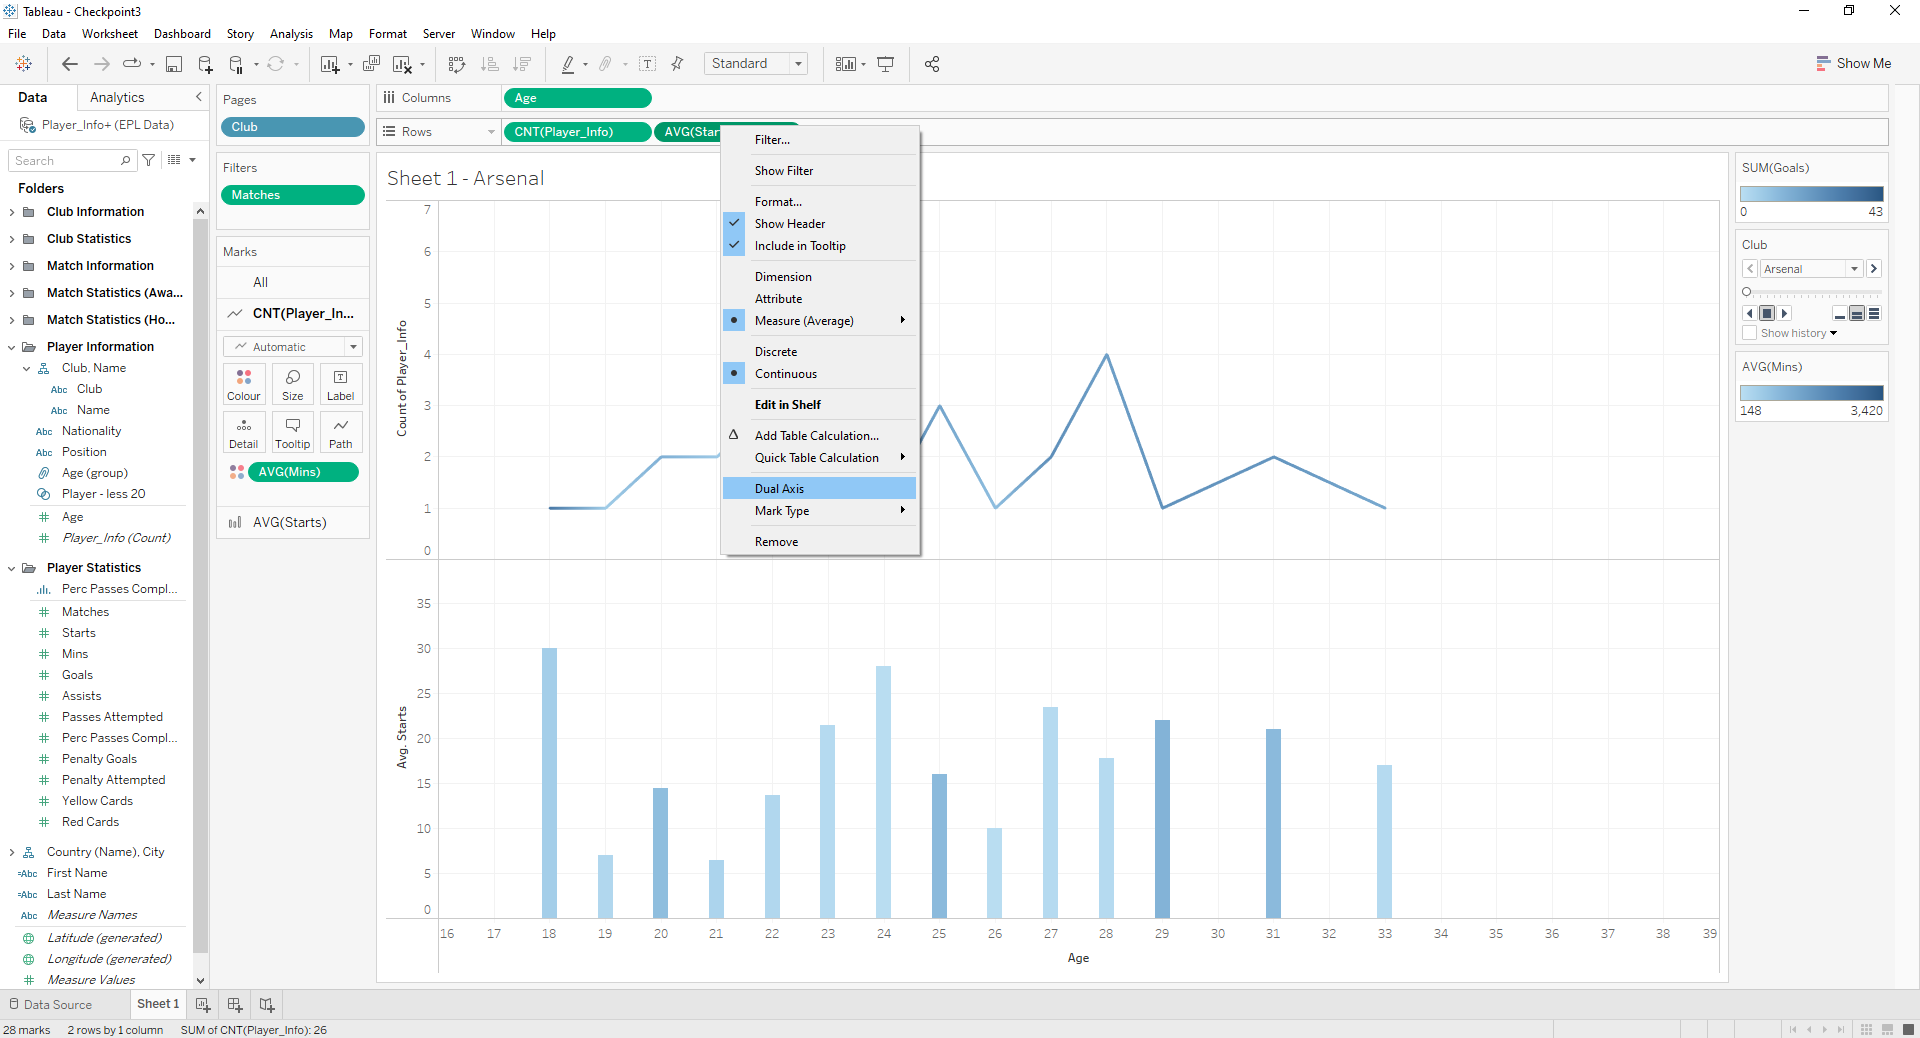 Tableau - Checkpoint3
File Data Worksheet Dashboard Story Analysis Map Format Server Window Help
Standard
Show Me
Data Analytics
Player_Info+ (EPL Data)
Search
Folders
Club Information
Club Statistics
Match Information
Match Statistics (Awa...
Match Statistics (Ho...
Player Information
Club, Name
Abc Club
Abc Name
Abc Nationality
Abc Position
Age (group)
Player - less 20
Age
Player_Info (Count)
Player Statistics
Perc Passes Compl...
Matches
Starts
Mins
Goals
Assists
Passes Attempted
Perc Passes Compl...
Penalty Goals
Penalty Attempted
Yellow Cards
Red Cards
Country (Name), City
=Abc First Name
=Abc Last Name
Abc Measure Names
Latitude (generated)
Longitude (generated)
Measure Values
Pages
Club
Filters
Matches
Marks
All
CNT(Player_In...
Automatic
Colour Size Label
Detail Tooltip Path
AVG(Mins)
AVG(Starts)
Columns Age
Rows CNT(Player_Info) AVG(Star
Sheet 1 - Arsenal
7
6
5
4
3
2
1
0
Count of Player_Info
35
30
25
20
15
10
5
0
Avg. Starts
16 17 18 19 20 21 22 23 24 25 26 27 28 29 30 31 32 33 34 35 36 37 38 39
Age
Filter...
Show Filter
Format...
Show Header
Include in Tooltip
Dimension
Attribute
Measure (Average)
Discrete
Continuous
Edit in Shelf
Add Table Calculation...
Quick Table Calculation
Dual Axis
Mark Type
Remove
SUM(Goals)
0 43
Club
Arsenal
Show history
AVG(Mins)
148 3,420
Data Source Sheet 1
28 marks 2 rows by 1 column SUM of CNT(Player_Info): 26